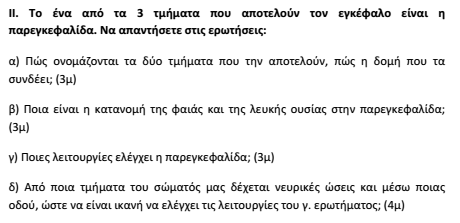 II. Το ένα από τα 3 τμήματα που αποτελούν τον εγκέφαλο είναι η
παρεγκεφαλίδα. Να απαντήσετε στις ερωτήσεις:
α) Πώς ονομάζονται τα δύο τμήματα που την αποτελούν, πώς η δομή που τα
συνδέει; (3μ)
β) Ποια είναι η κατανομή της φαιάς και της λευκής ουσίας στην παρεγκεφαλίδα;
(3μ)
γ) Ποιες λειτουργίες ελέγχει η παρεγκεφαλίδα; (3μ)
δ) Από ποια τμήματα του σώματός μας δέχεται νευρικές ώσεις και μέσω ποιας
οδού, ώστε να είναι ικανή να ελέγχει τις λειτουργίες του γ. ερωτήματος; (4μ)